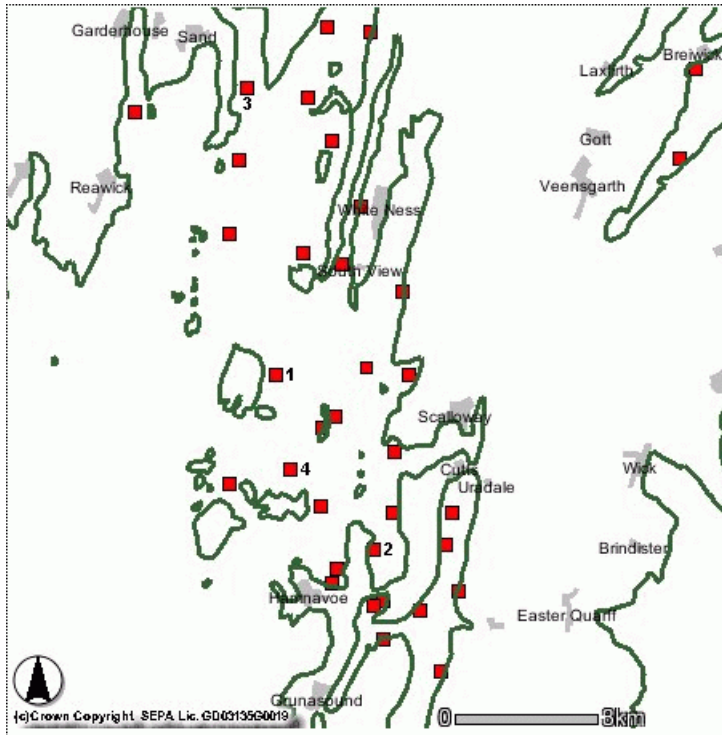 Garderhouse
Sand
Breiwick
Laxfirth
3
Gott
Reawick
Veensgarth
White Ness
South View
1
Scalloway
4
Cutts
Wick
Uradale
2
Brindister
Hamnavoe
Easter Quarff
Grunasound
(c)Crown Copyright SEPA Lic. GD03135G0019
0 3km